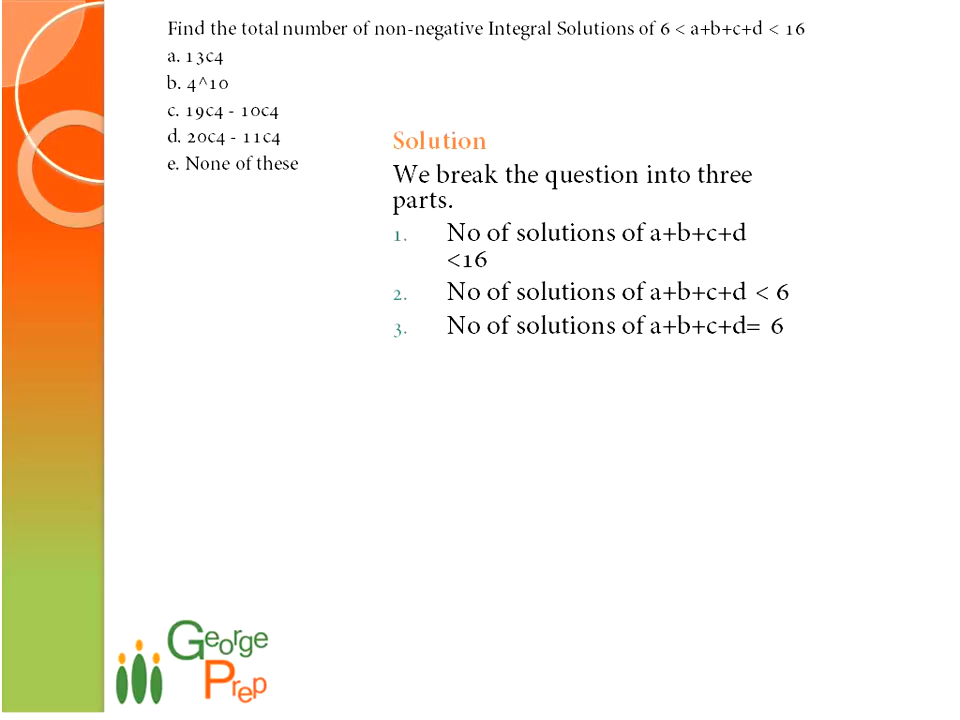 Find the total number of non-negative Integral Solutions of 6 < a+b+c+d < 16
a. 13c4
b. 4^10
c. 19c4 - 10c4
d. 20c4 - 11c4
e. None of these
Solution
We break the question into three
parts.
1. No of solutions of a+b+c+d
<16
2. No of solutions of a+b+c+d < 6
3. No of solutions of a+b+c+d= 6
George
Prep